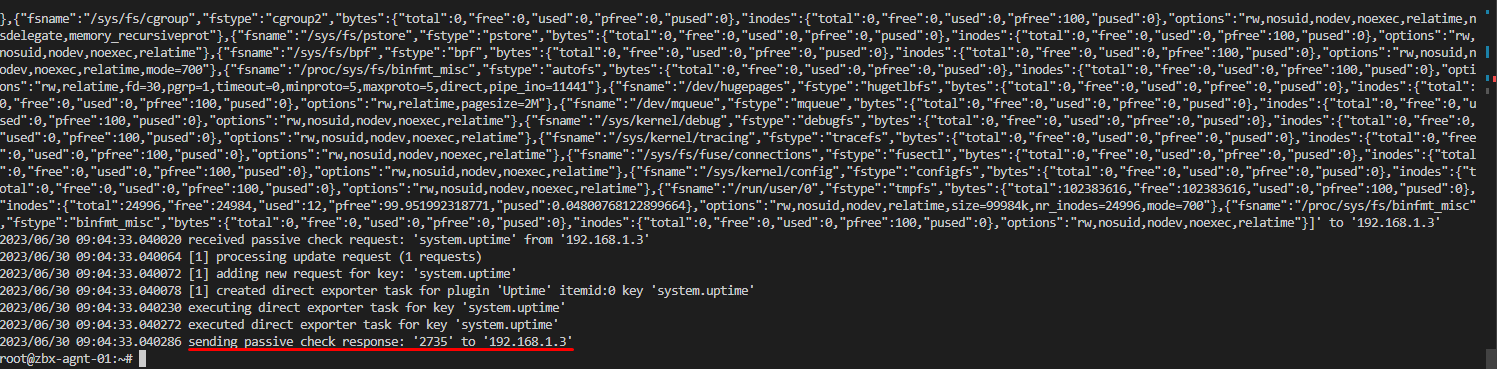 },{"fsname":"/sys/fs/cgroup","fstype":"cgroup2","bytes":{"total":0,"free":0,"used":0,"pfree":0,"pused":0},"inodes":{"total":0,"free":0,"used":0,"pfree":100,"pused":0},"options":"rw,nosuid,nodev,noexec,relatime,n
sdelegate,memory_recursiveprot"},{"fsname":"/sys/fs/pstore","fstype":"pstore","bytes":{"total":0,"free":0,"used":0,"pfree":0,"pused":0},"inodes":{"total":0,"free":0,"used":0,"pfree":100,"pused":0},"options":"rw,
nosuid,nodev,noexec,relatime"},{"fsname":"/sys/fs/bpf","fstype":"bpf","bytes":{"total":0,"free":0,"used":0,"pfree":0,"pused":0},"inodes":{"total":0,"free":0,"used":0,"pfree":100,"pused":0},"options":"rw,nosuid,n
odev,noexec,relatime,mode=700"},{"fsname":"/proc/sys/fs/binfmt_misc","fstype":"autofs","bytes":{"total":0,"free":0,"used":0,"pfree":0,"pused":0},"inodes":{"total":0,"free":0,"used":0,"pfree":100,"pused":0},"opti
ons":"rw,relatime,fd=30,pgrp=1,timeout=0,minproto=5,maxproto=5,direct,pipe_ino=11441"},{"fsname":"/dev/hugepages","fstype":"hugetlbfs","bytes":{"total":0,"free":0,"used":0,"pfree":0,"pused":0},"inodes":{"total":
0,"free":0,"used":0,"pfree":100,"pused":0},"options":"rw,relatime,pagesize=2M"},{"fsname":"/dev/mqueue","fstype":"mqueue","bytes":{"total":0,"free":0,"used":0,"pfree":0,"pused":0},"inodes":{"total":0,"free":0,"u
sed":0,"pfree":100,"pused":0},"options":"rw,nosuid,nodev,noexec,relatime"},{"fsname":"/sys/kernel/debug","fstype":"debugfs","bytes":{"total":0,"free":0,"used":0,"pfree":0,"pused":0},"inodes":{"total":0,"free":0,
"used":0,"pfree":100,"pused":0},"options":"rw,nosuid,nodev,noexec,relatime"},{"fsname":"/sys/kernel/tracing","fstype":"tracefs","bytes":{"total":0,"free":0,"used":0,"pfree":0,"pused":0},"inodes":{"total":0,"free
":0,"used":0,"pfree":100,"pused":0},"options":"rw,nosuid,nodev,noexec,relatime"},{"fsname":"/sys/fs/fuse/connections","fstype":"fusectl","bytes":{"total":0,"free":0,"used":0,"pfree":0,"pused":0},"inodes":{"total
":0,"free":0,"used":0,"pfree":100,"pused":0},"options":"rw,nosuid,nodev,noexec,relatime"},{"fsname":"/sys/kernel/config","fstype":"configfs","bytes":{"total":0,"free":0,"used":0,"pfree":0,"pused":0},"inodes":{"t
otal":0,"free":0,"used":0,"pfree":100,"pused":0},"options":"rw,nosuid,nodev,noexec,relatime"},{"fsname":"/run/user/0","fstype":"tmpfs","bytes":{"total":102383616,"free":102383616,"used":0,"pfree":100,"pused":0},
"inodes":{"total":24996,"free":24984,"used":12,"pfree":99.951992318771,"pused":0.04800768122899664},"options":"rw,nosuid,nodev,relatime,size=99984k,nr_inodes=24996,mode=700"},{"fsname":"/proc/sys/fs/binfmt_misc"
,"fstype":"binfmt_misc","bytes":{"total":0,"free":0,"used":0,"pfree":0,"pused":0},"inodes":{"total":0,"free":0,"used":0,"pfree":100,"pused":0},"options":"rw,nosuid,nodev,noexec,relatime"}]' to '192.168.1.3'
2023/06/30 09:04:33.040020 received passive check request: 'system.uptime' from '192.168.1.3'
2023/06/30 09:04:33.040064 [1] processing update request (1 requests)
2023/06/30 09:04:33.040072 [1] adding new request for key: 'system.uptime'
2023/06/30 09:04:33.040078 [1] created direct exporter task for plugin 'Uptime' itemid:0 key 'system.uptime'
2023/06/30 09:04:33.040230 executing direct exporter task for key 'system.uptime'
2023/06/30 09:04:33.040272 executed direct exporter task for key 'system.uptime'
2023/06/30 09:04:33.040286 sending passive check response: '2735' to '192.168.1.3'
root@zbx-agnt-01:~#